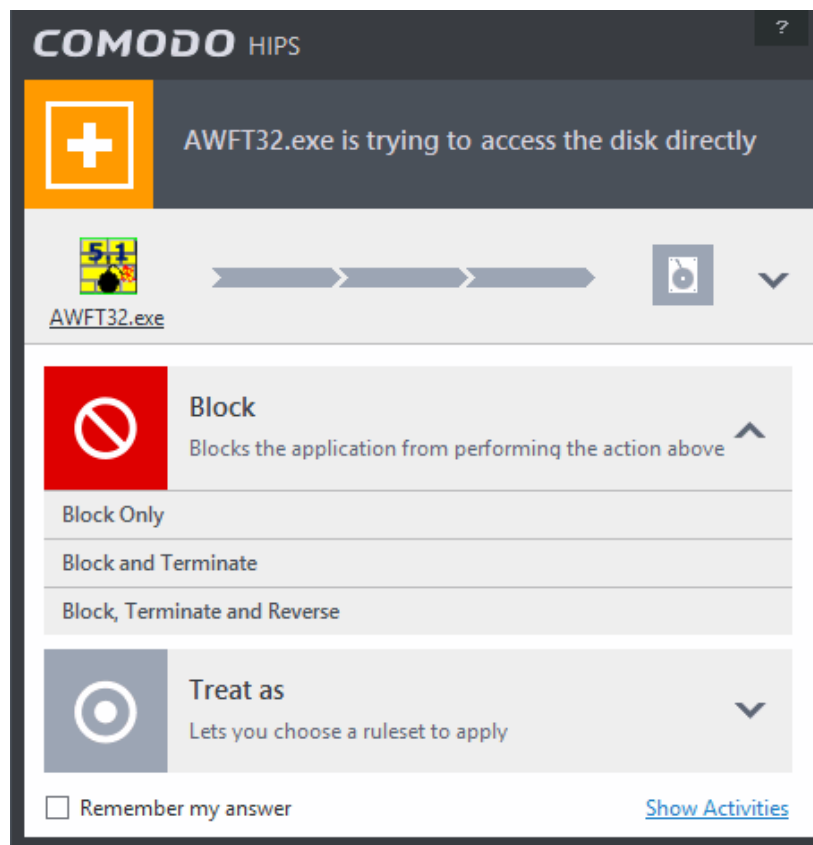 COMODO HIPS
?
AWFT32.exe is trying to access the disk directly
5.1
AWFT32.exe
Block
Blocks the application from performing the action above
Block Only
Block and Terminate
Block, Terminate and Reverse
Treat as
Lets you choose a ruleset to apply
Remember my answer
Show Activities